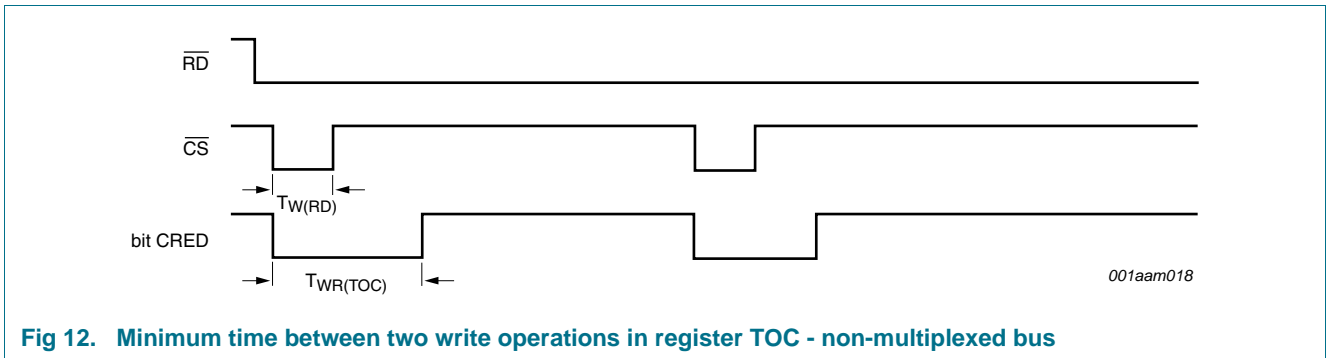 RD
CS
TW(RD)
bit CRED
TWR(TOC)
001aam018
Fig 12. Minimum time between two write operations in register TOC - non-multiplexed bus